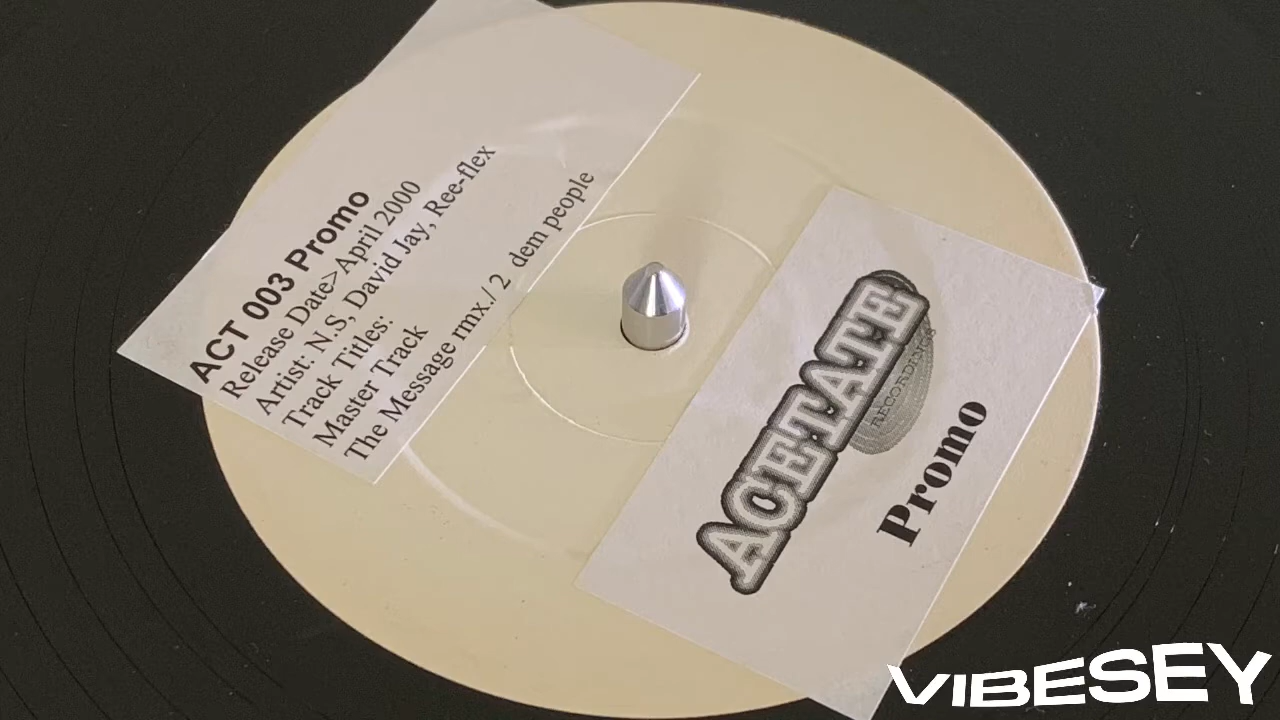 ACT 003 Promo
Release Date> April 2000
Artist: N.S, David Jay, Ree-flex
Track Titles:
Master Track
The Message rmx./ 2 dem people
ACETATE
RECORDINGS
Promo
VIBESEY